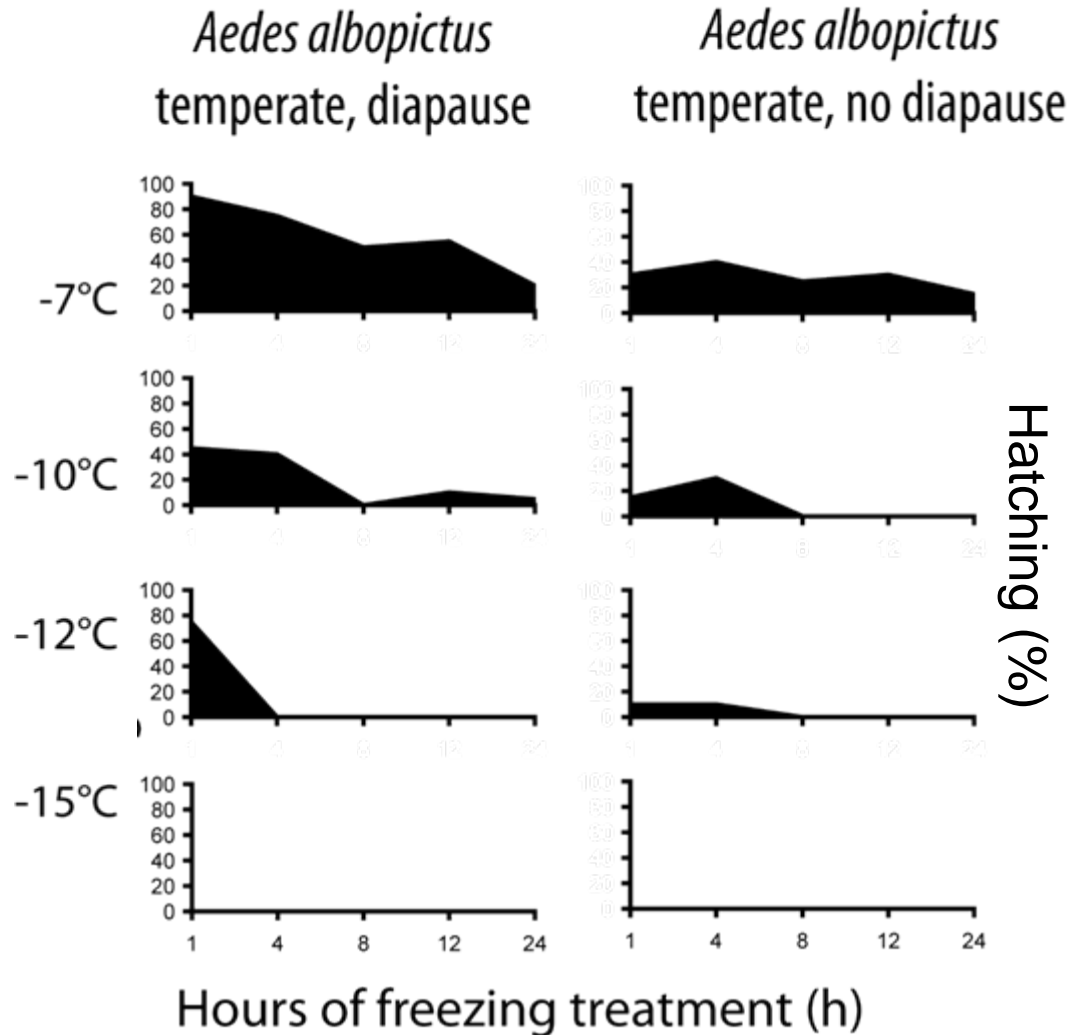 Aedes albopictus
temperate, diapause
Aedes albopictus
temperate, no diapause
-7°C
100
80
60
40
20
0
-10°C
100
80
60
40
20
0
-12°C
100
80
60
40
20
0
-15°C
100
80
60
40
20
0
1 4 8 12 24
1 4 8 12 24
Hatching (%)
Hours of freezing treatment (h)